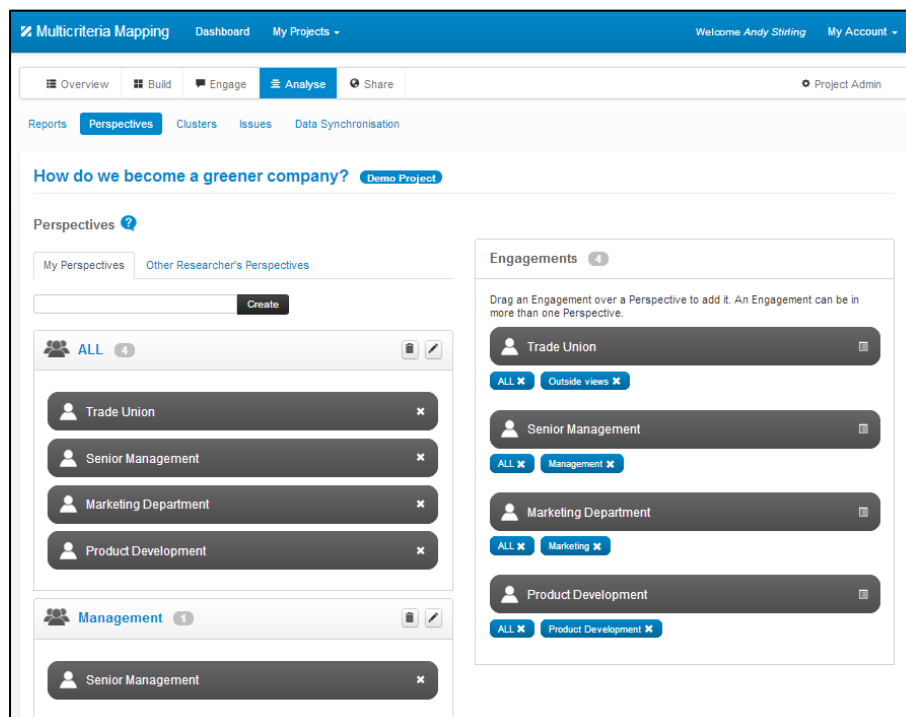 Multicriteria Mapping Dashboard My Projects Welcome Andy Stirling My Account
Overview Build Engage Analyse Share Project Admin
Reports Perspectives Clusters Issues Data Synchronisation
How do we become a greener company? Demo Project
Perspectives ?
My Perspectives Other Researcher's Perspectives
Create
ALL 4
Trade Union
Senior Management
Marketing Department
Product Development
Management 1
Senior Management
Engagements 4
Drag an Engagement over a Perspective to add it. An Engagement can be in
more than one Perspective.
Trade Union
ALL Outside views
Senior Management
ALL Management
Marketing Department
ALL Marketing
Product Development
ALL Product Development